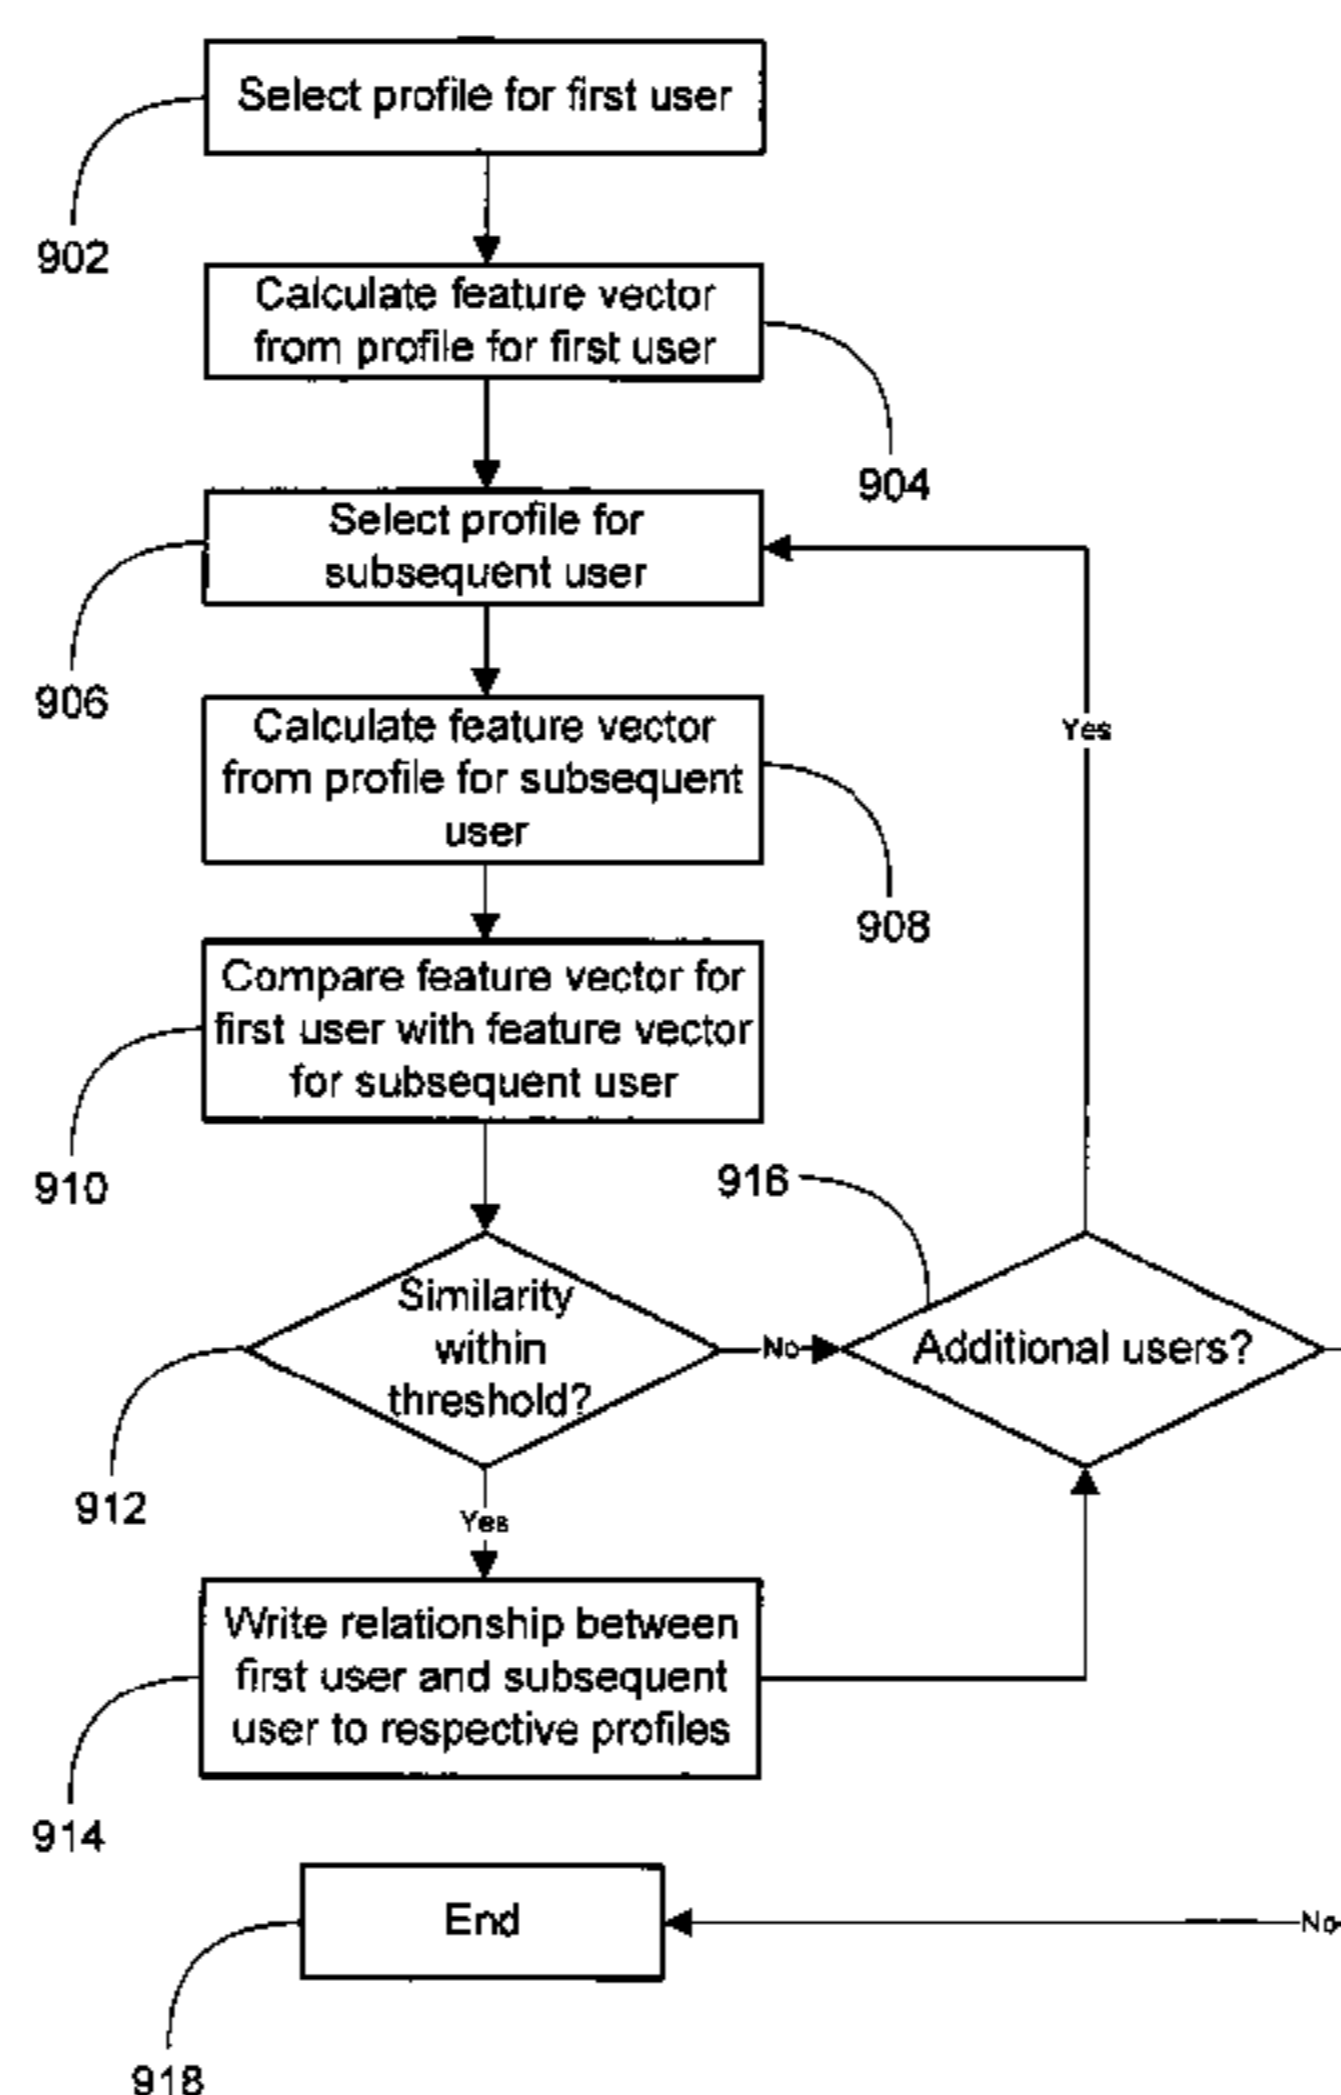 Select profile for first user
902
Calculate feature vector
from profile for first user
904
Select profile for
subsequent user
906
Calculate feature vector
from profile for subsequent
user
908
Yes
Compare feature vector for
first user with feature vector
for subsequent user
910
916
Similarity
within
threshold?
No
Additional users?
912
Yes
Write relationship between
first user and subsequent
user to respective profiles
914
End
No
918